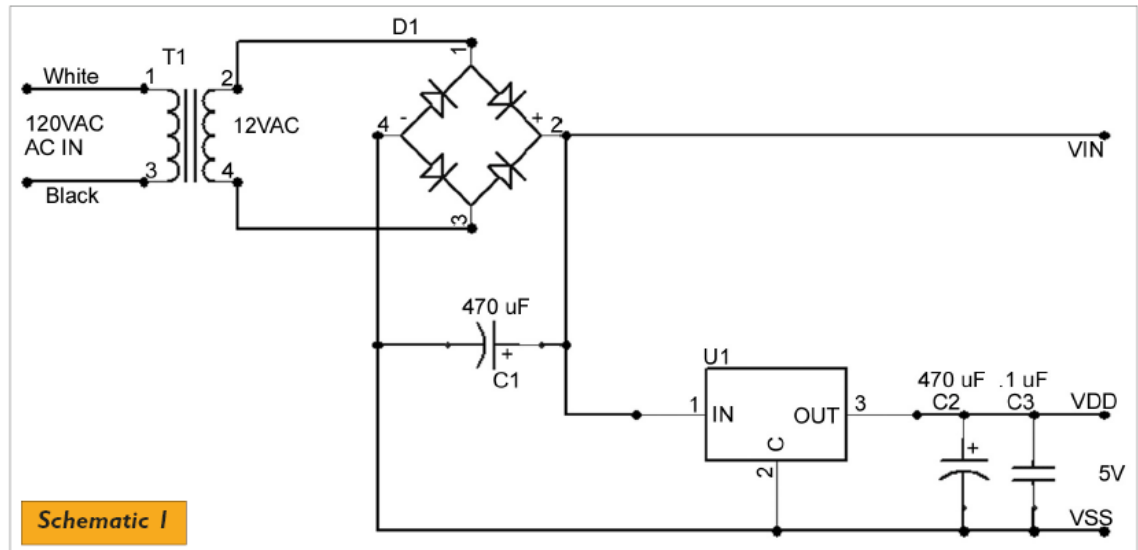 D1
T1
1
White
1
2
120VAC
AC IN
12VAC
4
-
+
2
VIN
3
4
Black
3
470 uF
+
C1
U1
1
IN
OUT
3
C
2
470 uF
.1 uF
C2
C3
VDD
+
5V
VSS
Schematic 1